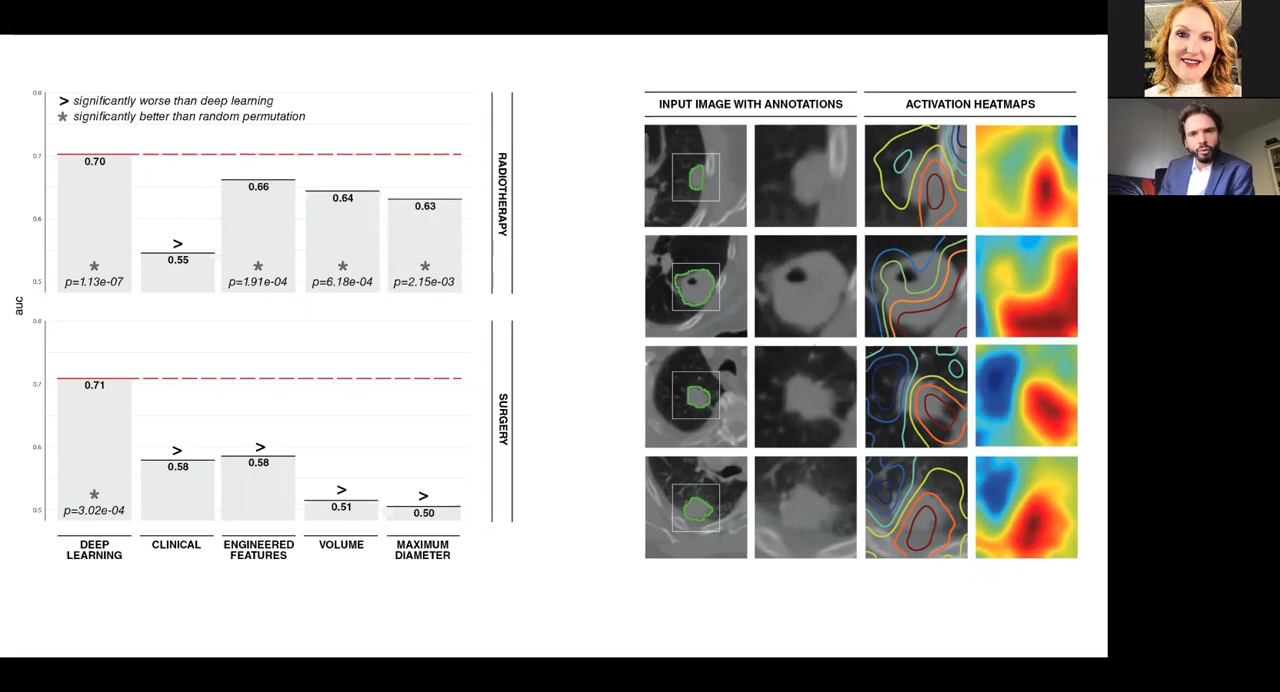 > significantly worse than deep learning
* significantly better than random permutation
auc
0.8
0.7
0.6
0.5
0.70
0.55
0.66
0.64
0.63
>
*
*
*
*
p=1.13e-07
p=1.91e-04
p=6.18e-04
p=2.15e-03
RADIOTHERAPY
0.8
0.7
0.6
0.5
0.71
0.58
0.58
0.51
0.50
>
>
>
>
*
p=3.02e-04
SURGERY
DEEP
LEARNING
CLINICAL
ENGINEERED
FEATURES
VOLUME
MAXIMUM
DIAMETER
INPUT IMAGE WITH ANNOTATIONS
ACTIVATION HEATMAPS